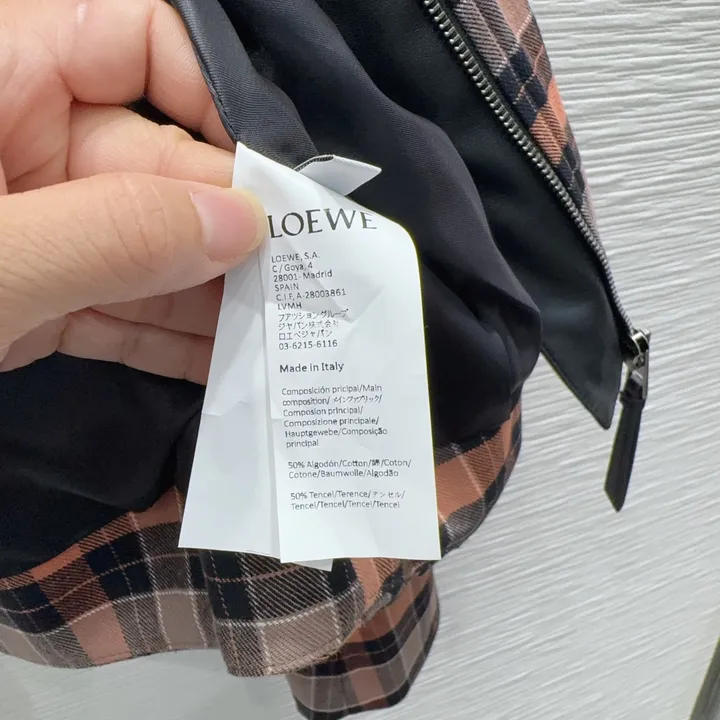 LOEWE
LOEWE, S.A.
C / Goya, 4
28001- Madrid
SPAIN
C.I.F, A-28003861
LVMH
ファツショングループ
ジャパン株式会社
ロエベジャパン
03-6215-6116
Made in Italy
Composición pricipal/Main
composition/メインファブリック/
Composion principal/
Composizione principale/
Hauptgewebe/Composição
principal
50% Algodón/Cotton/綿/Coton/
Cotone/Baumwolle/Algodão
50% Tencel/Terence/テンセル/
Tencel/Tencel/Tencel/Tencel